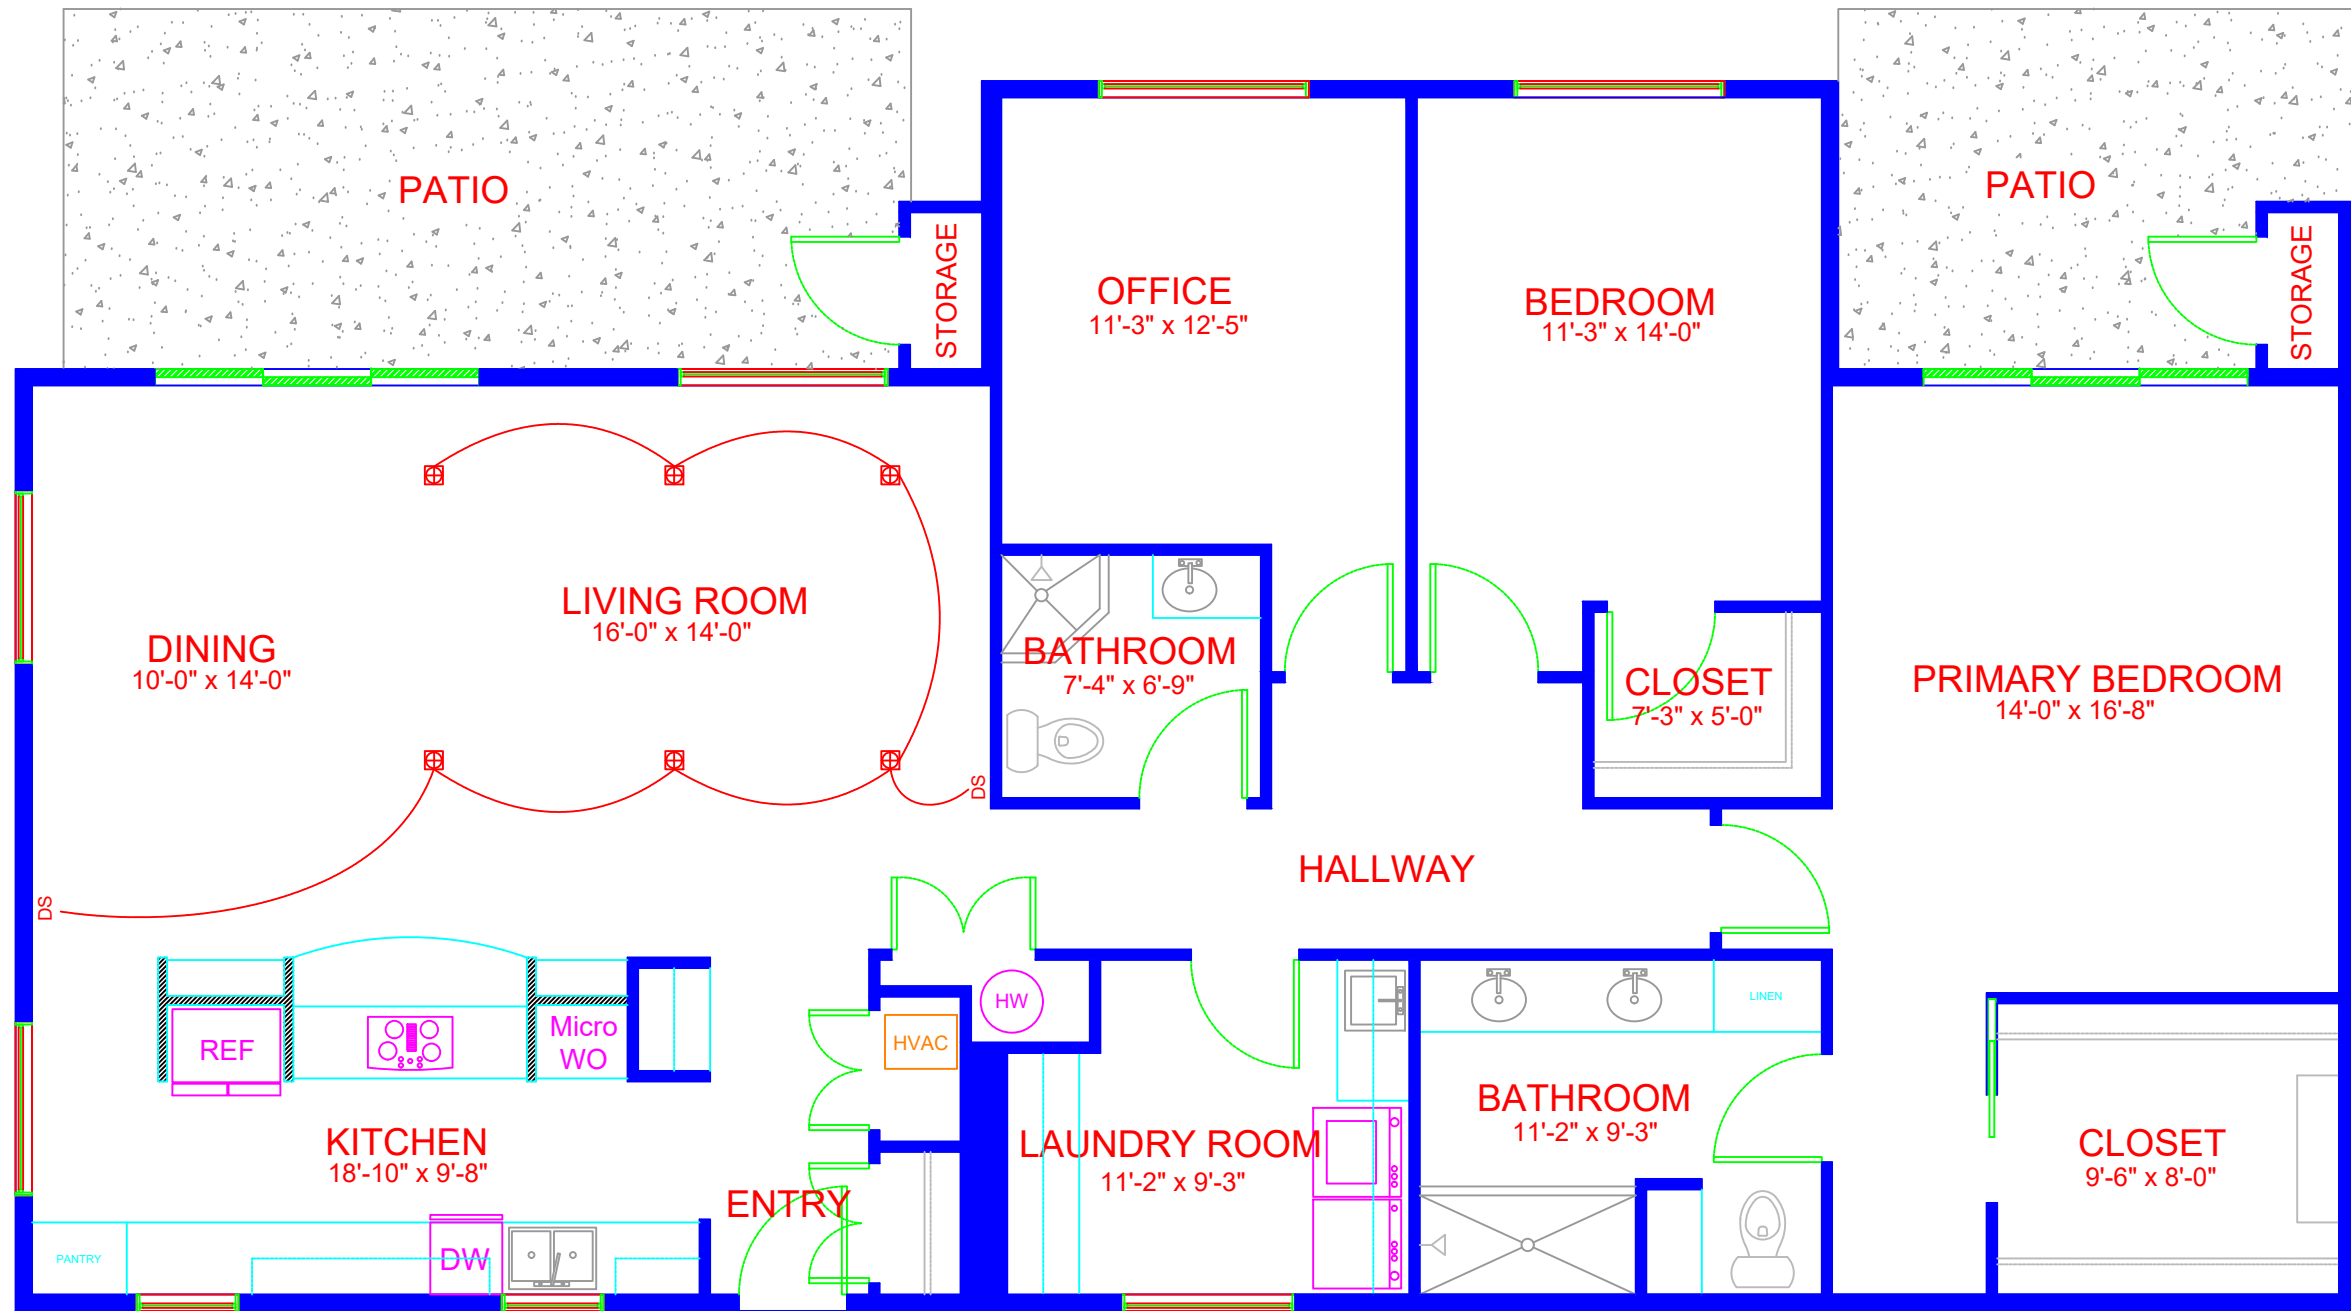 PATIO
PATIO
STORAGE
STORAGE
OFFICE
11'-3" x 12'-5"
BEDROOM
11'-3" x 14'-0"
LIVING ROOM
16'-0" x 14'-0"
DINING
10'-0" x 14'-0"
BATHROOM
7'-4" x 6'-9"
CLOSET
7'-3" x 5'-0"
PRIMARY BEDROOM
14'-0" x 16'-8"
DS
DS
HALLWAY
HW
LINEN
REF
Micro
WO
HVAC
KITCHEN
18'-10" x 9'-8"
ENTRY
LAUNDRY ROOM
11'-2" x 9'-3"
BATHROOM
11'-2" x 9'-3"
CLOSET
9'-6" x 8'-0"
PANTRY
DW